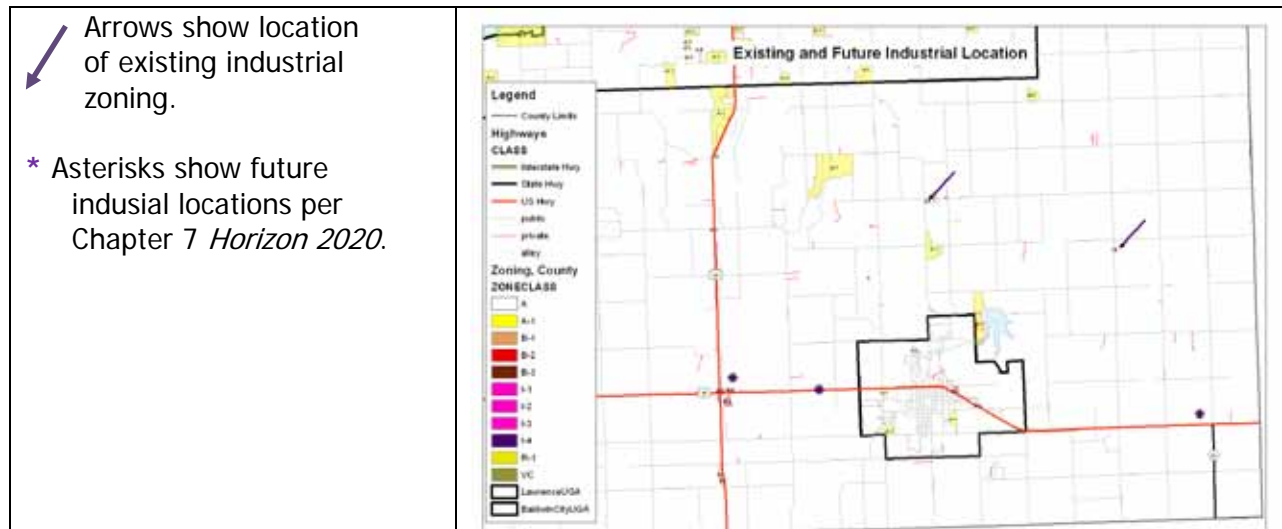 Arrows show location
of existing industrial
zoning.
* Asterisks show future
indusial locations per
Chapter 7 Horizon 2020.
Existing and Future Industrial Location
Legend
County Limits
Highways
CLASS
Interstate Hwy
State Hwy
US Hwy
public
private
alley
Zoning, County
ZONECLASS
A
A-1
B-1
B-2
B-3
I-1
I-2
I-3
I-4
R-1
VC
LawrenceUGA
BaldwinCityUGA